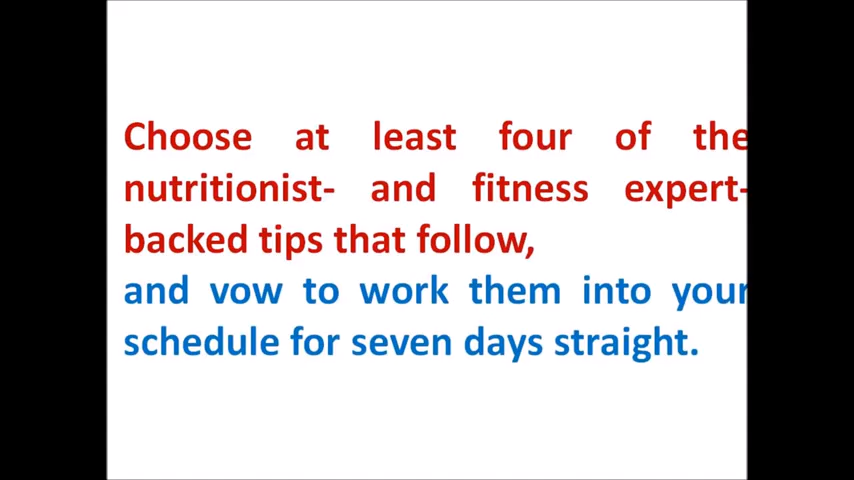 Choose at least four of the
nutritionist- and fitness expert-
backed tips that follow,
and vow to work them into your
schedule for seven days straight.